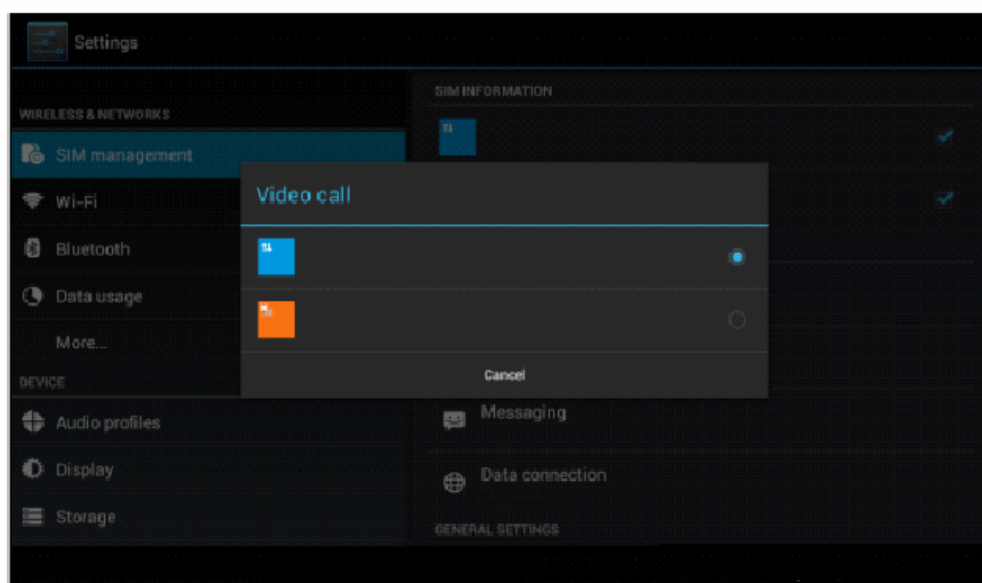 Settings
WIRELESS & NETWORKS
SIM management
Wi-Fi
Bluetooth
Data usage
More...
DEVICE
Audio profiles
Display
Storage
SIM INFORMATION
Video call
Cancel
Messaging
Data connection
GENERAL SETTINGS